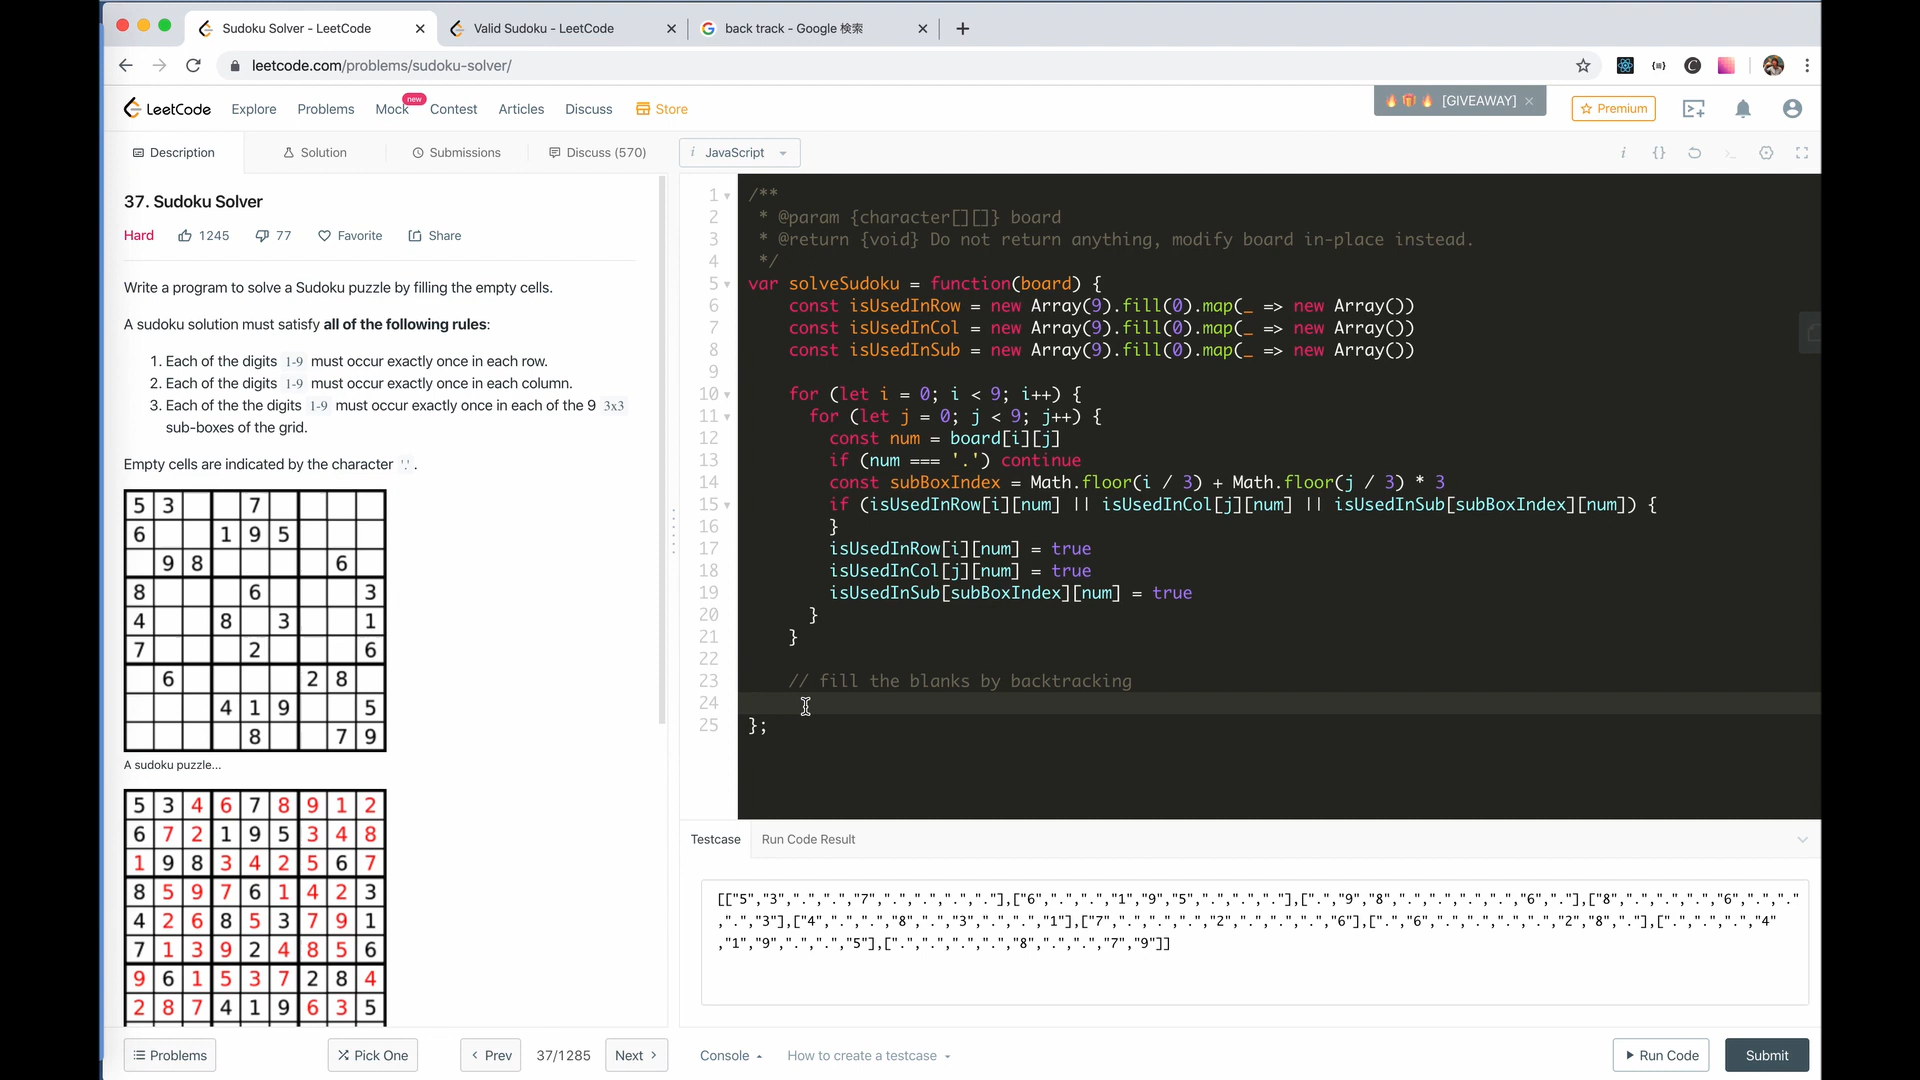 Sudoku Solver - LeetCode
Valid Sudoku - LeetCode
back track - Google 検索
leetcode.com/problems/sudoku-solver/
LeetCode
Explore
Problems
Mock
new
Contest
Articles
Discuss
Store
[GIVEAWAY]
Premium
Description
Solution
Submissions
Discuss (570)
i JavaScript
37. Sudoku Solver
Hard
1245
77
Favorite
Share
Write a program to solve a Sudoku puzzle by filling the empty cells.
A sudoku solution must satisfy all of the following rules:
1. Each of the digits 1-9 must occur exactly once in each row.
2. Each of the digits 1-9 must occur exactly once in each column.
3. Each of the the digits 1-9 must occur exactly once in each of the 9 3x3
sub-boxes of the grid.
Empty cells are indicated by the character '.'.
5 3 7
6 1 9 5
9 8 6
8 6 3
4 8 3 1
7 2 6
6 2 8
4 1 9 5
8 7 9
A sudoku puzzle...
5 3 4 6 7 8 9 1 2
6 7 2 1 9 5 3 4 8
1 9 8 3 4 2 5 6 7
8 5 9 7 6 1 4 2 3
4 2 6 8 5 3 7 9 1
7 1 3 9 2 4 8 5 6
9 6 1 5 3 7 2 8 4
2 8 7 4 1 9 6 3 5
1 /**
2 * @param {character[][]} board
3 * @return {void} Do not return anything, modify board in-place instead.
4 */
5 var solveSudoku = function(board) {
6 const isUsedInRow = new Array(9).fill(0).map(_ => new Array())
7 const isUsedInCol = new Array(9).fill(0).map(_ => new Array())
8 const isUsedInSub = new Array(9).fill(0).map(_ => new Array())
9
10 for (let i = 0; i < 9; i++) {
11 for (let j = 0; j < 9; j++) {
12 const num = board[i][j]
13 if (num === '.') continue
14 const subBoxIndex = Math.floor(i / 3) + Math.floor(j / 3) * 3
15 if (isUsedInRow[i][num] || isUsedInCol[j][num] || isUsedInSub[subBoxIndex][num]) {
16 }
17 isUsedInRow[i][num] = true
18 isUsedInCol[j][num] = true
19 isUsedInSub[subBoxIndex][num] = true
20 }
21 }
22
23 // fill the blanks by backtracking
24
25 };
Testcase
Run Code Result
[["5","3",".",".","7",".",".",".","."],["6",".",".","1","9","5",".",".","."],[".","9","8",".",".",".",".","6","."],["8",".",".",".","6",".","."
,".","3"],["4",".",".","8",".","3",".",".","1"],["7",".",".",".","2",".",".",".","6"],[".","6",".",".",".",".","2","8","."],[".",".",".","4"
,"1","9",".",".","5"],[".",".",".",".","8",".",".","7","9"]]
Problems
Pick One
Prev
37/1285
Next
Console
How to create a testcase
Run Code
Submit